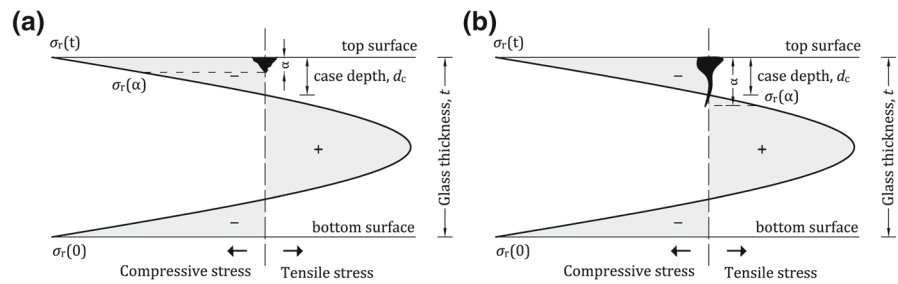 (a)
σr(t)
top surface
α
case depth, dc
σr(α)
−
+
Glass thickness, t
−
bottom surface
σr(0)
Compressive stress
Tensile stress
(b)
σr(t)
top surface
α
case depth, dc
−
σr(α)
+
Glass thickness, t
−
bottom surface
σr(0)
Compressive stress
Tensile stress